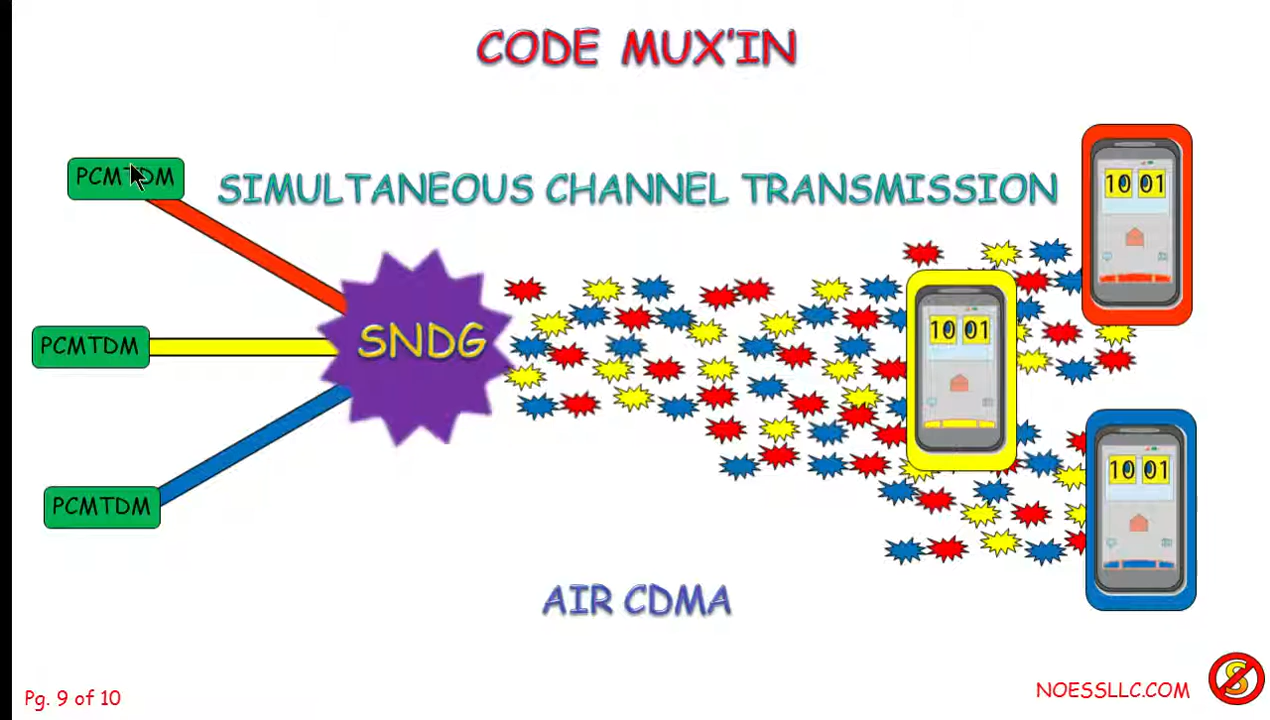 CODE MUX'IN
PCMTDM
SIMULTANEOUS CHANNEL TRANSMISSION
10 01
SNDG
10 01
PCMTDM
10 01
PCMTDM
AIR CDMA
Pg. 9 of 10
NOESSLLC.COM
S